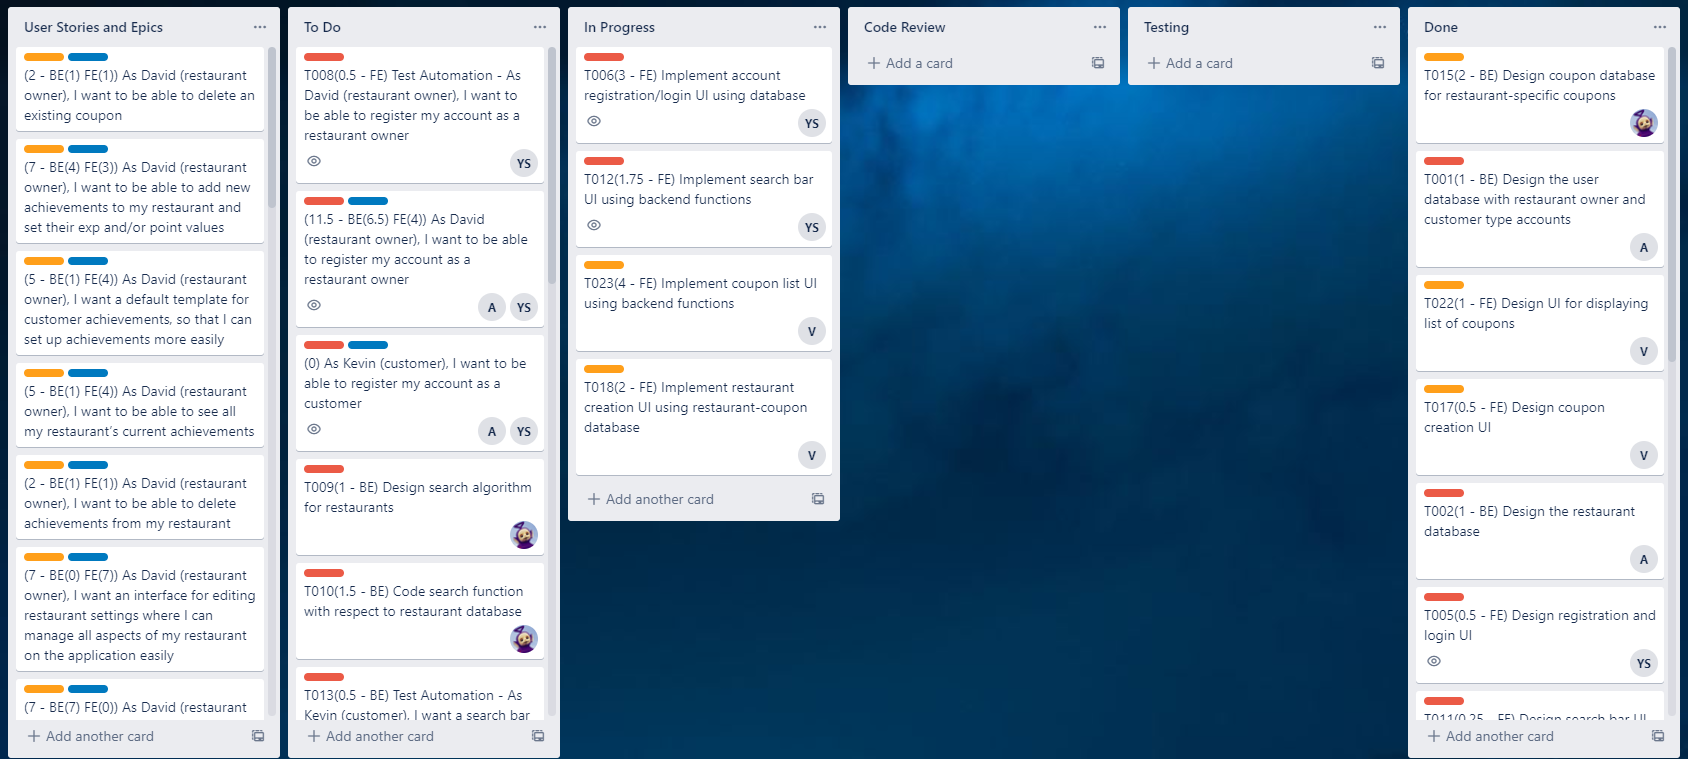 User Stories and Epics
(2 - BE(1) FE(1)) As David (restaurant
owner), I want to be able to delete an
existing coupon
(7 - BE(4) FE(3)) As David (restaurant
owner), I want to be able to add new
achievements to my restaurant and
set their exp and/or point values
(5 - BE(1) FE(4)) As David (restaurant
owner), I want a default template for
customer achievements, so that I can
set up achievements more easily
(5 - BE(1) FE(4)) As David (restaurant
owner), I want to be able to see all
my restaurant's current achievements
(2 - BE(1) FE(1)) As David (restaurant
owner), I want to be able to delete
achievements from my restaurant
(7 - BE(0) FE(7)) As David (restaurant
owner), I want an interface for editing
restaurant settings where I can
manage all aspects of my restaurant
on the application easily
(7 - BE(7) FE(0)) As David (restaurant
Add another card
To Do
T008(0.5 - FE) Test Automation - As
David (restaurant owner), I want to
be able to register my account as a
restaurant owner
YS
(11.5 - BE(6.5) FE(4)) As David
(restaurant owner), I want to be able
to register my account as a
restaurant owner
A YS
(0) As Kevin (customer), I want to be
able to register my account as a
customer
A YS
T009(1 - BE) Design search algorithm
for restaurants
T010(1.5 - BE) Code search function
with respect to restaurant database
T013(0.5 - BE) Test Automation - As
Kevin (customer), I want a search bar
Add another card
In Progress
T006(3 - FE) Implement account
registration/login UI using database
YS
T012(1.75 - FE) Implement search bar
UI using backend functions
YS
T023(4 - FE) Implement coupon list UI
using backend functions
V
T018(2 - FE) Implement restaurant
creation UI using restaurant-coupon
database
V
Add another card
Code Review
Add a card
Testing
Add a card
Done
T015(2 - BE) Design coupon database
for restaurant-specific coupons
T001(1 - BE) Design the user
database with restaurant owner and
customer type accounts
A
T022(1 - FE) Design UI for displaying
list of coupons
V
T017(0.5 - FE) Design coupon
creation UI
V
T002(1 - BE) Design the restaurant
database
A
T005(0.5 - FE) Design registration and
login UI
YS
T011(0.25 - FE) Design search bar UI
Add another card